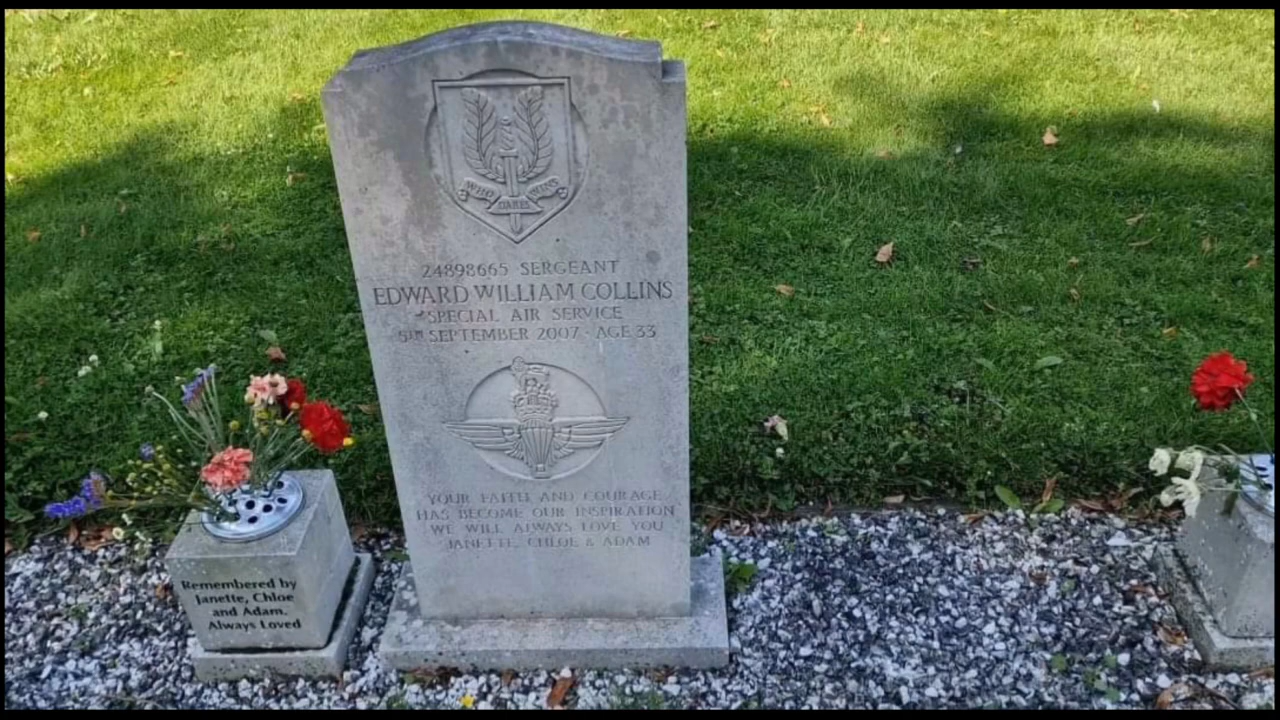 WHO DARES WINS
24898665 SERGEANT
EDWARD WILLIAM COLLINS
SPECIAL AIR SERVICE
5TH SEPTEMBER 2007 · AGE 33
YOUR FAITH AND COURAGE
HAS BECOME OUR INSPIRATION
WE WILL ALWAYS LOVE YOU
JANETTE, CHLOE & ADAM
Remembered by
Janette, Chloe
and Adam.
Always Loved